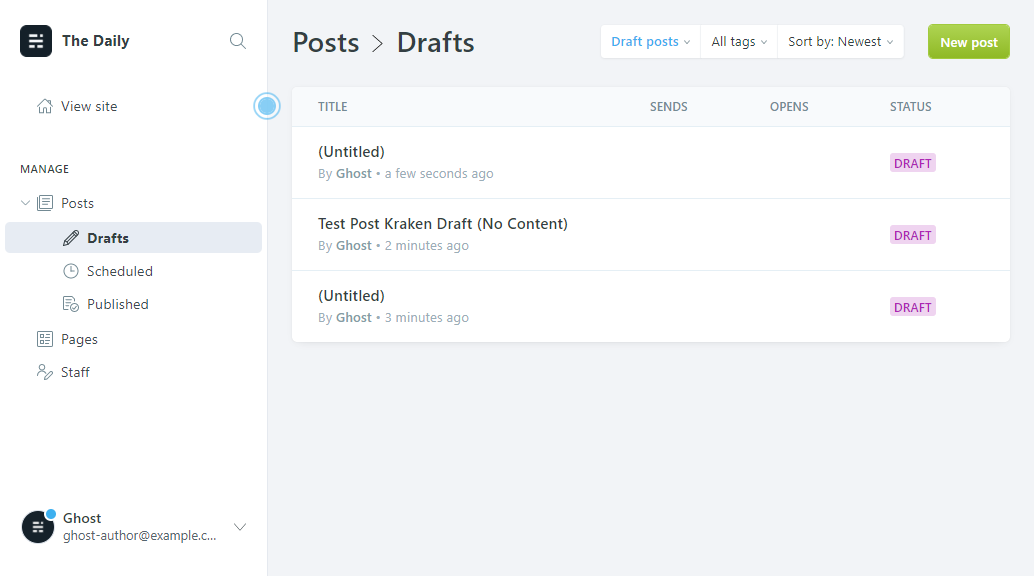 The Daily
View site
MANAGE
Posts
Drafts
Scheduled
Published
Pages
Staff
Ghost
ghost-author@example.c...
Posts > Drafts
Draft posts
All tags
Sort by: Newest
New post
TITLE SENDS OPENS STATUS
(Untitled)
By Ghost • a few seconds ago
DRAFT
Test Post Kraken Draft (No Content)
By Ghost • 2 minutes ago
DRAFT
(Untitled)
By Ghost • 3 minutes ago
DRAFT